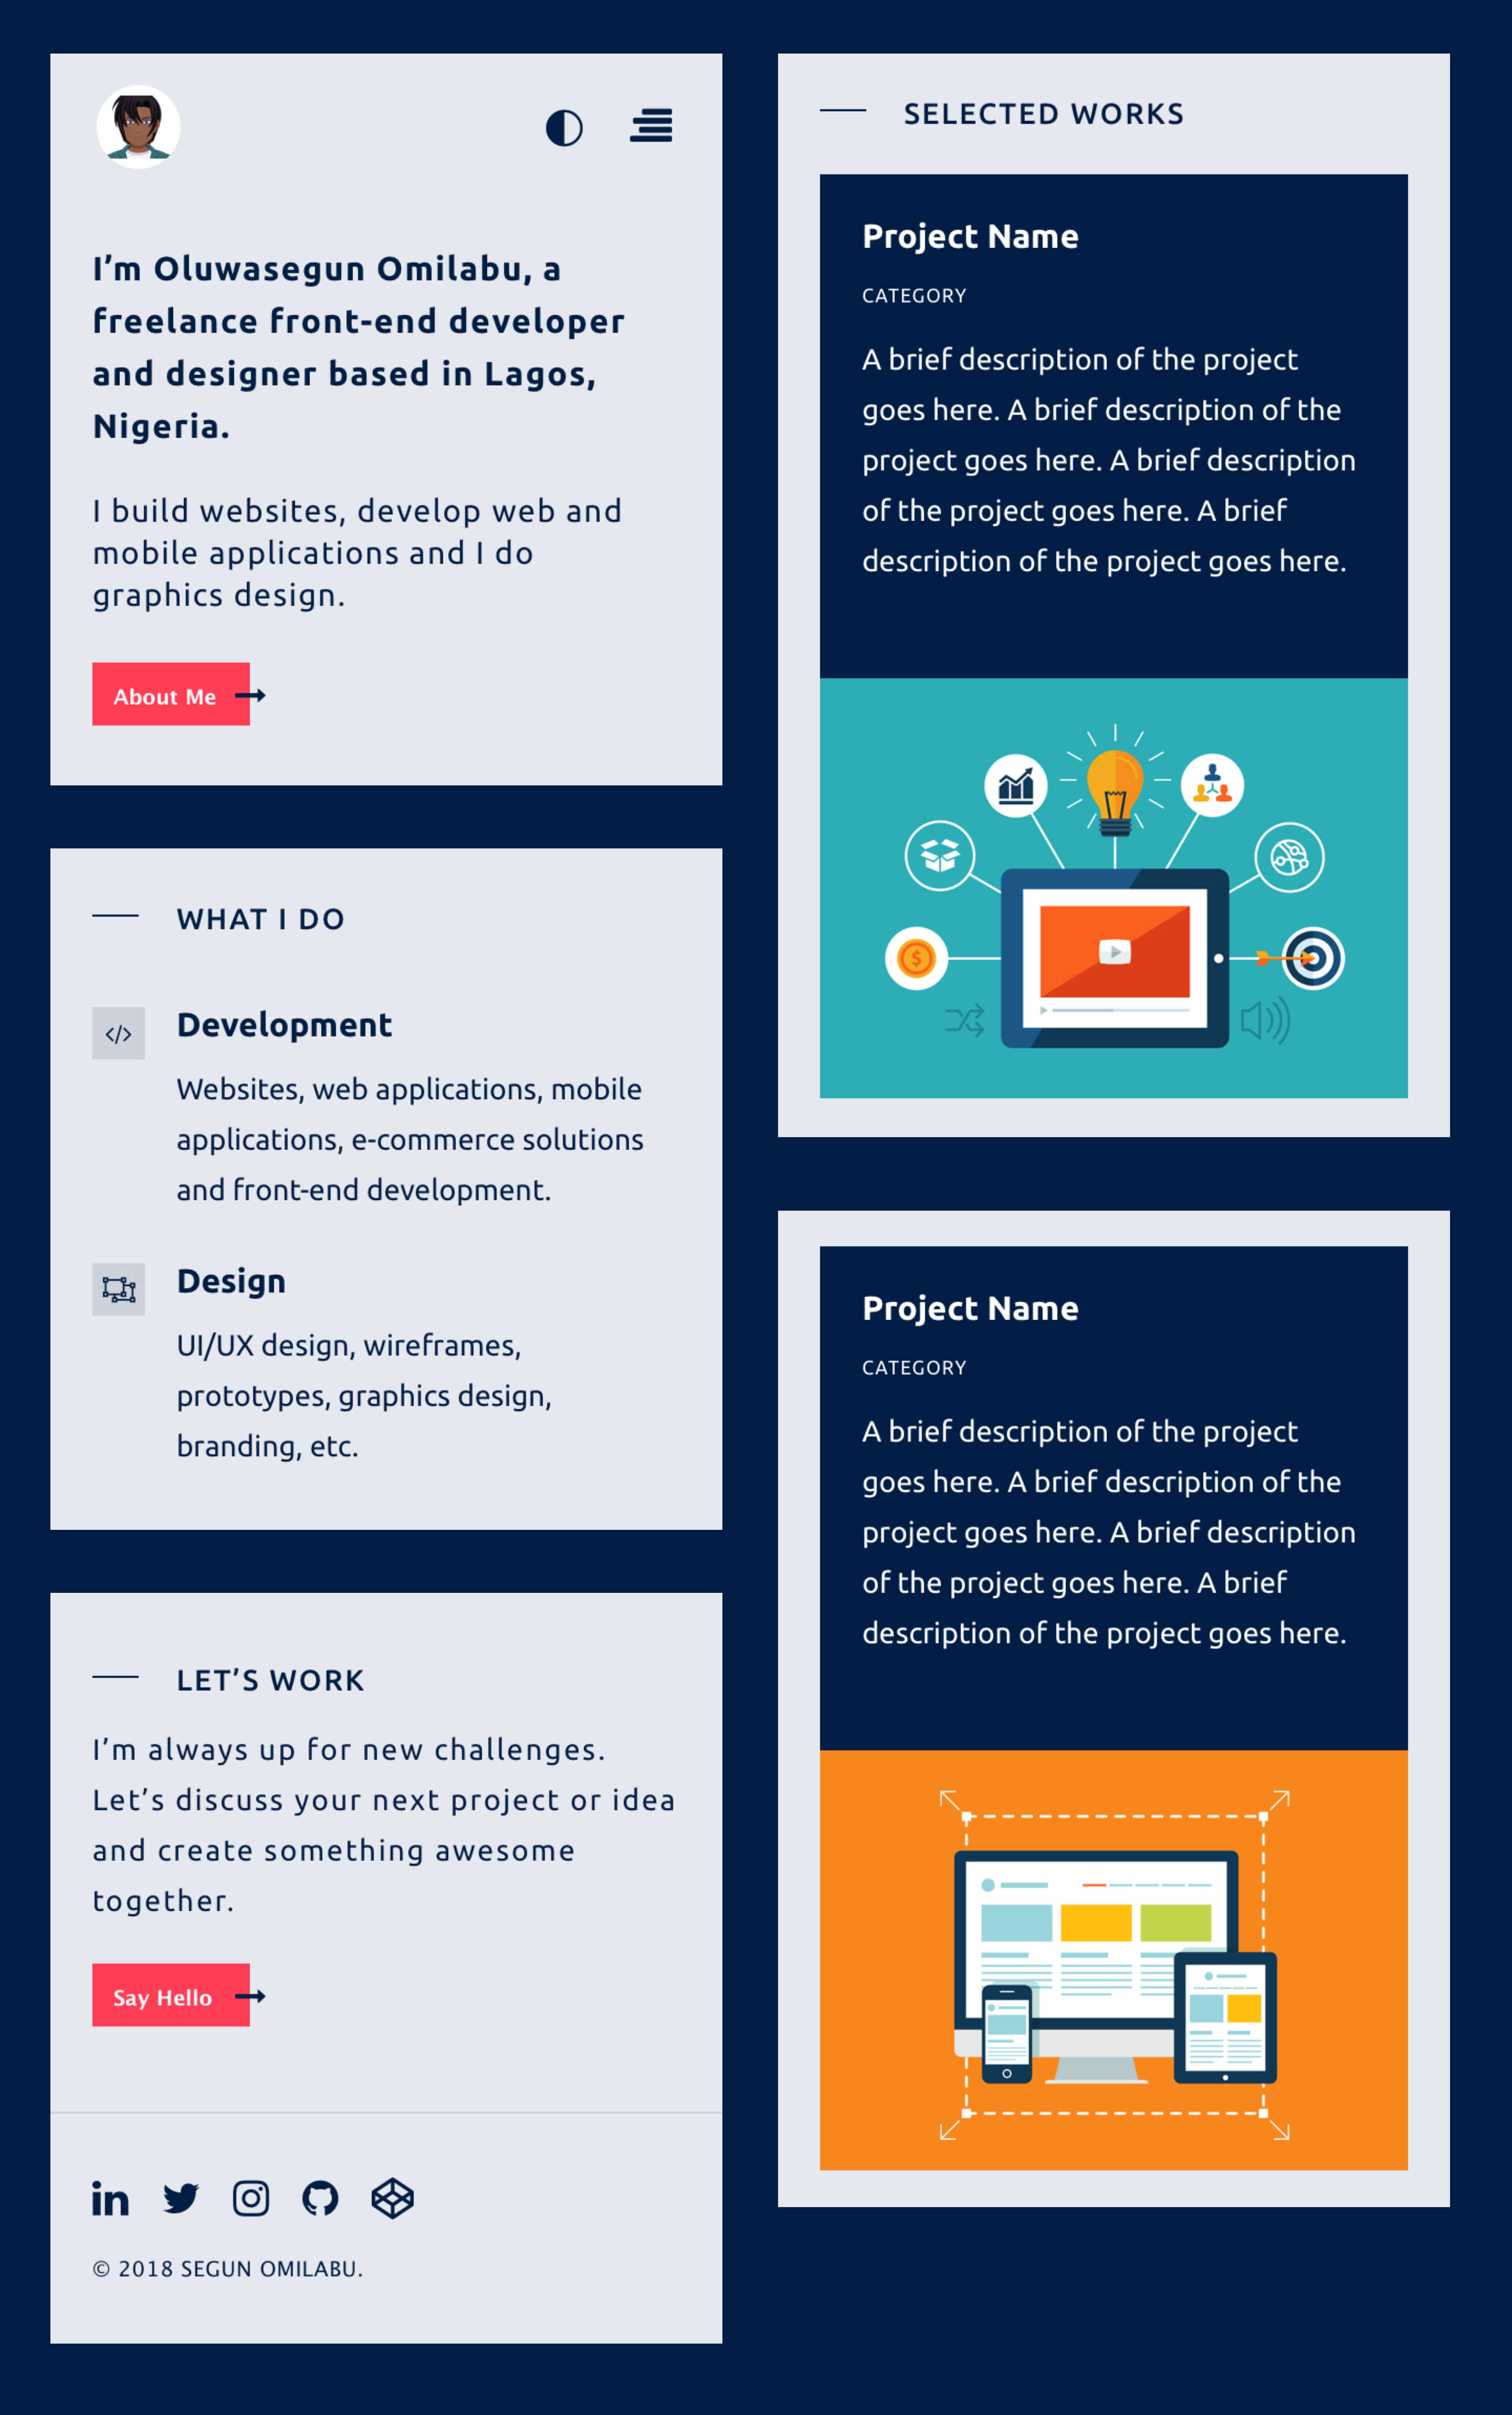 I’m Oluwasegun Omilabu, a
freelance front-end developer
and designer based in Lagos,
Nigeria.
I build websites, develop web and
mobile applications and I do
graphics design.
About Me
WHAT I DO
</>
Development
Websites, web applications, mobile
applications, e-commerce solutions
and front-end development.
Design
UI/UX design, wireframes,
prototypes, graphics design,
branding, etc.
LET’S WORK
I’m always up for new challenges.
Let’s discuss your next project or idea
and create something awesome
together.
Say Hello
in
© 2018 SEGUN OMILABU.
SELECTED WORKS
Project Name
CATEGORY
A brief description of the project
goes here. A brief description of the
project goes here. A brief description
of the project goes here. A brief
description of the project goes here.
$
Project Name
CATEGORY
A brief description of the project
goes here. A brief description of the
project goes here. A brief description
of the project goes here. A brief
description of the project goes here.